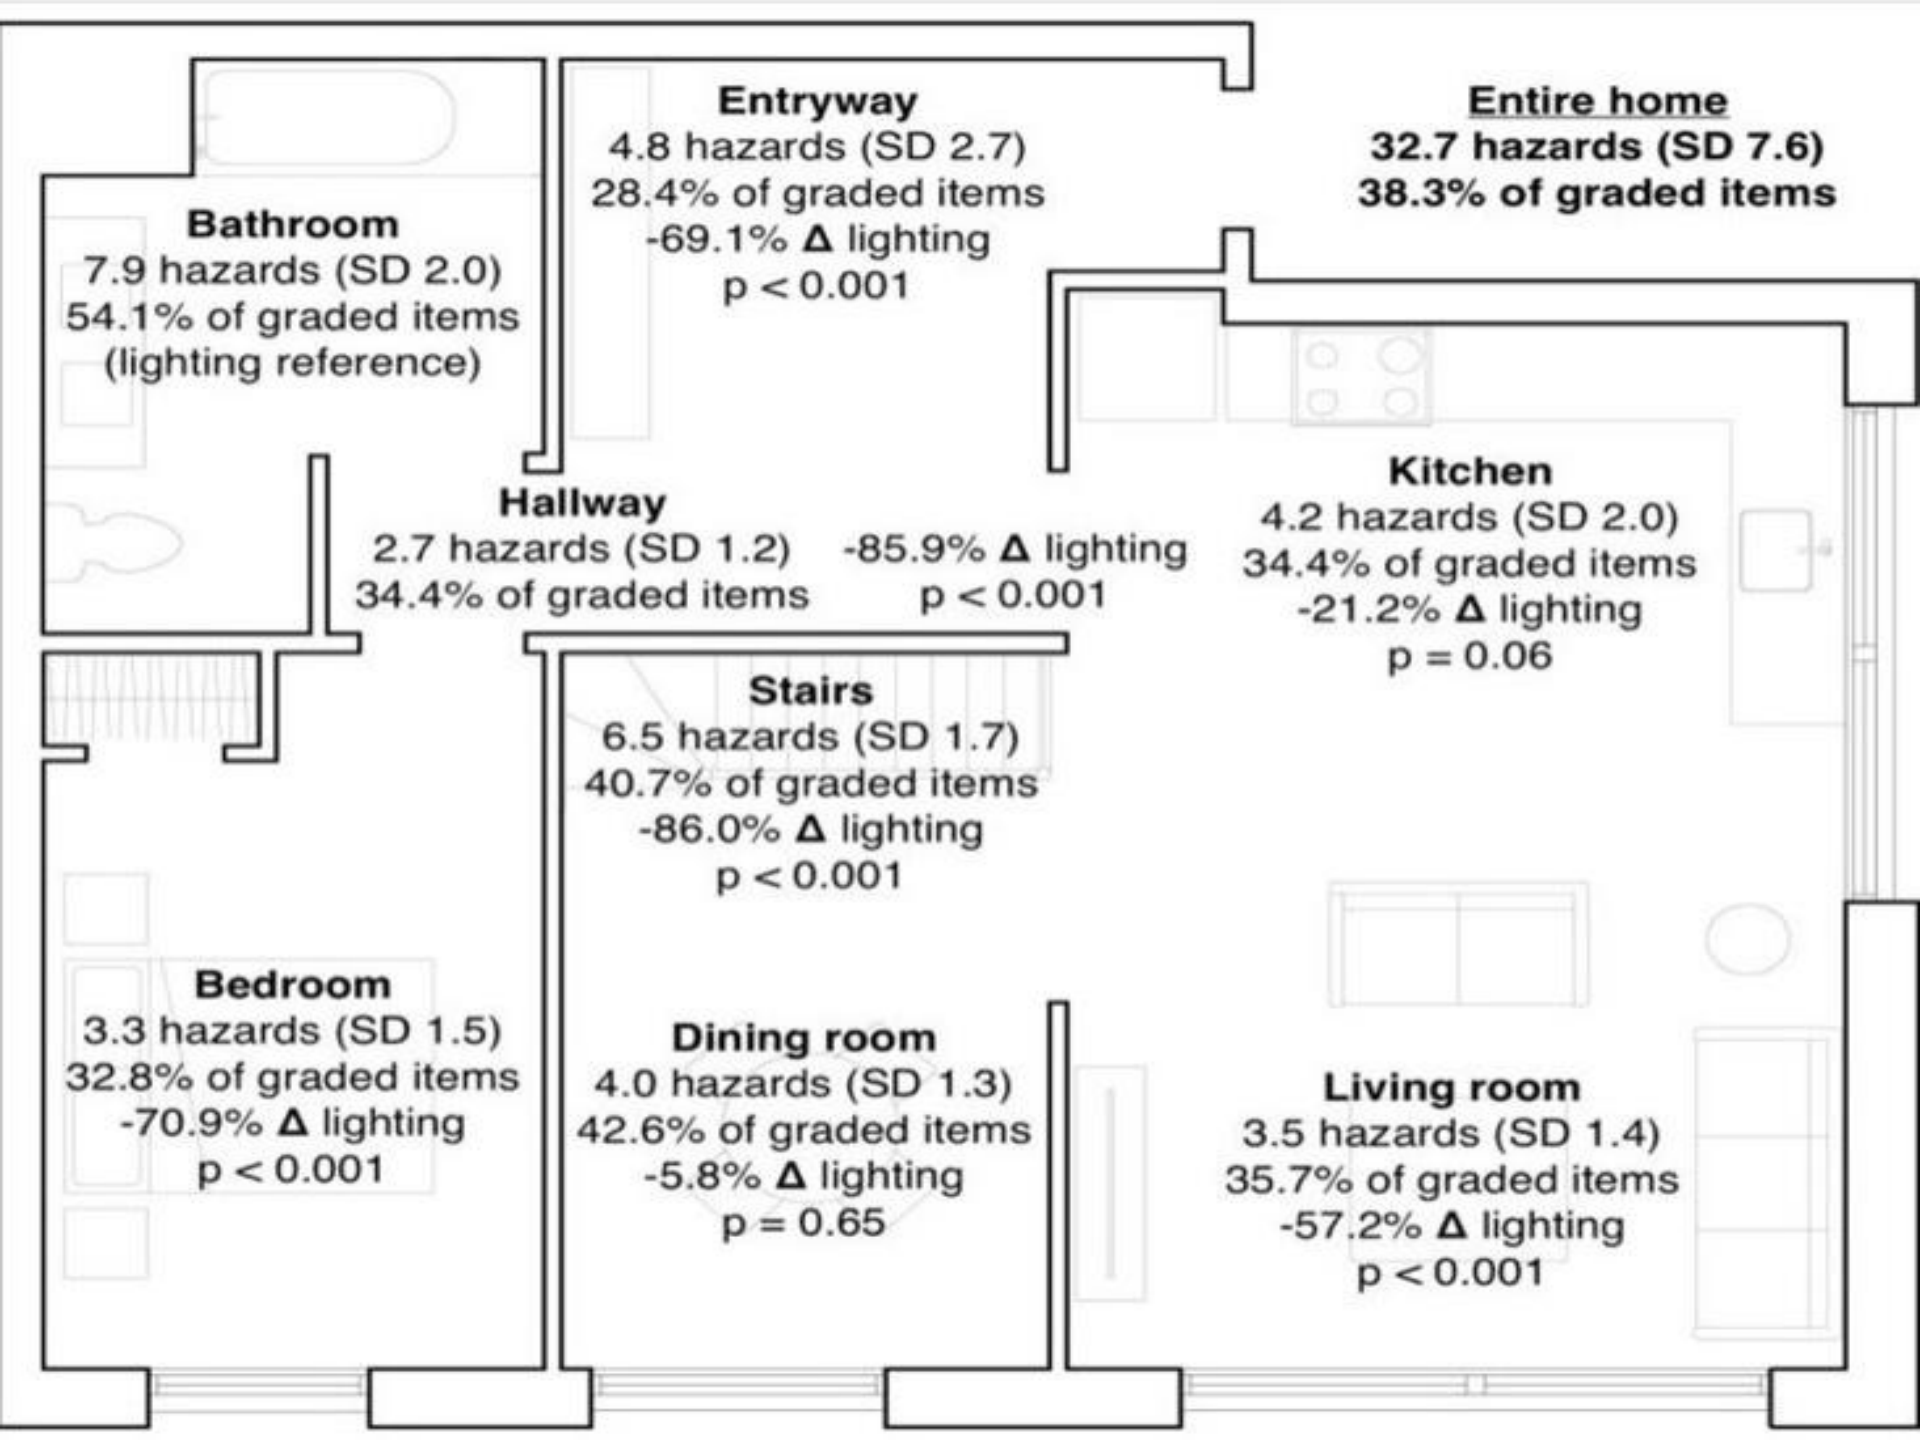 Entryway
4.8 hazards (SD 2.7)
28.4% of graded items
-69.1% Δ lighting
p < 0.001
Entire home
32.7 hazards (SD 7.6)
38.3% of graded items
Bathroom
7.9 hazards (SD 2.0)
54.1% of graded items
(lighting reference)
Hallway
2.7 hazards (SD 1.2)
34.4% of graded items
-85.9% Δ lighting
p < 0.001
Kitchen
4.2 hazards (SD 2.0)
34.4% of graded items
-21.2% Δ lighting
p = 0.06
Stairs
6.5 hazards (SD 1.7)
40.7% of graded items
-86.0% Δ lighting
p < 0.001
Bedroom
3.3 hazards (SD 1.5)
32.8% of graded items
-70.9% Δ lighting
p < 0.001
Dining room
4.0 hazards (SD 1.3)
42.6% of graded items
-5.8% Δ lighting
p = 0.65
Living room
3.5 hazards (SD 1.4)
35.7% of graded items
-57.2% Δ lighting
p < 0.001